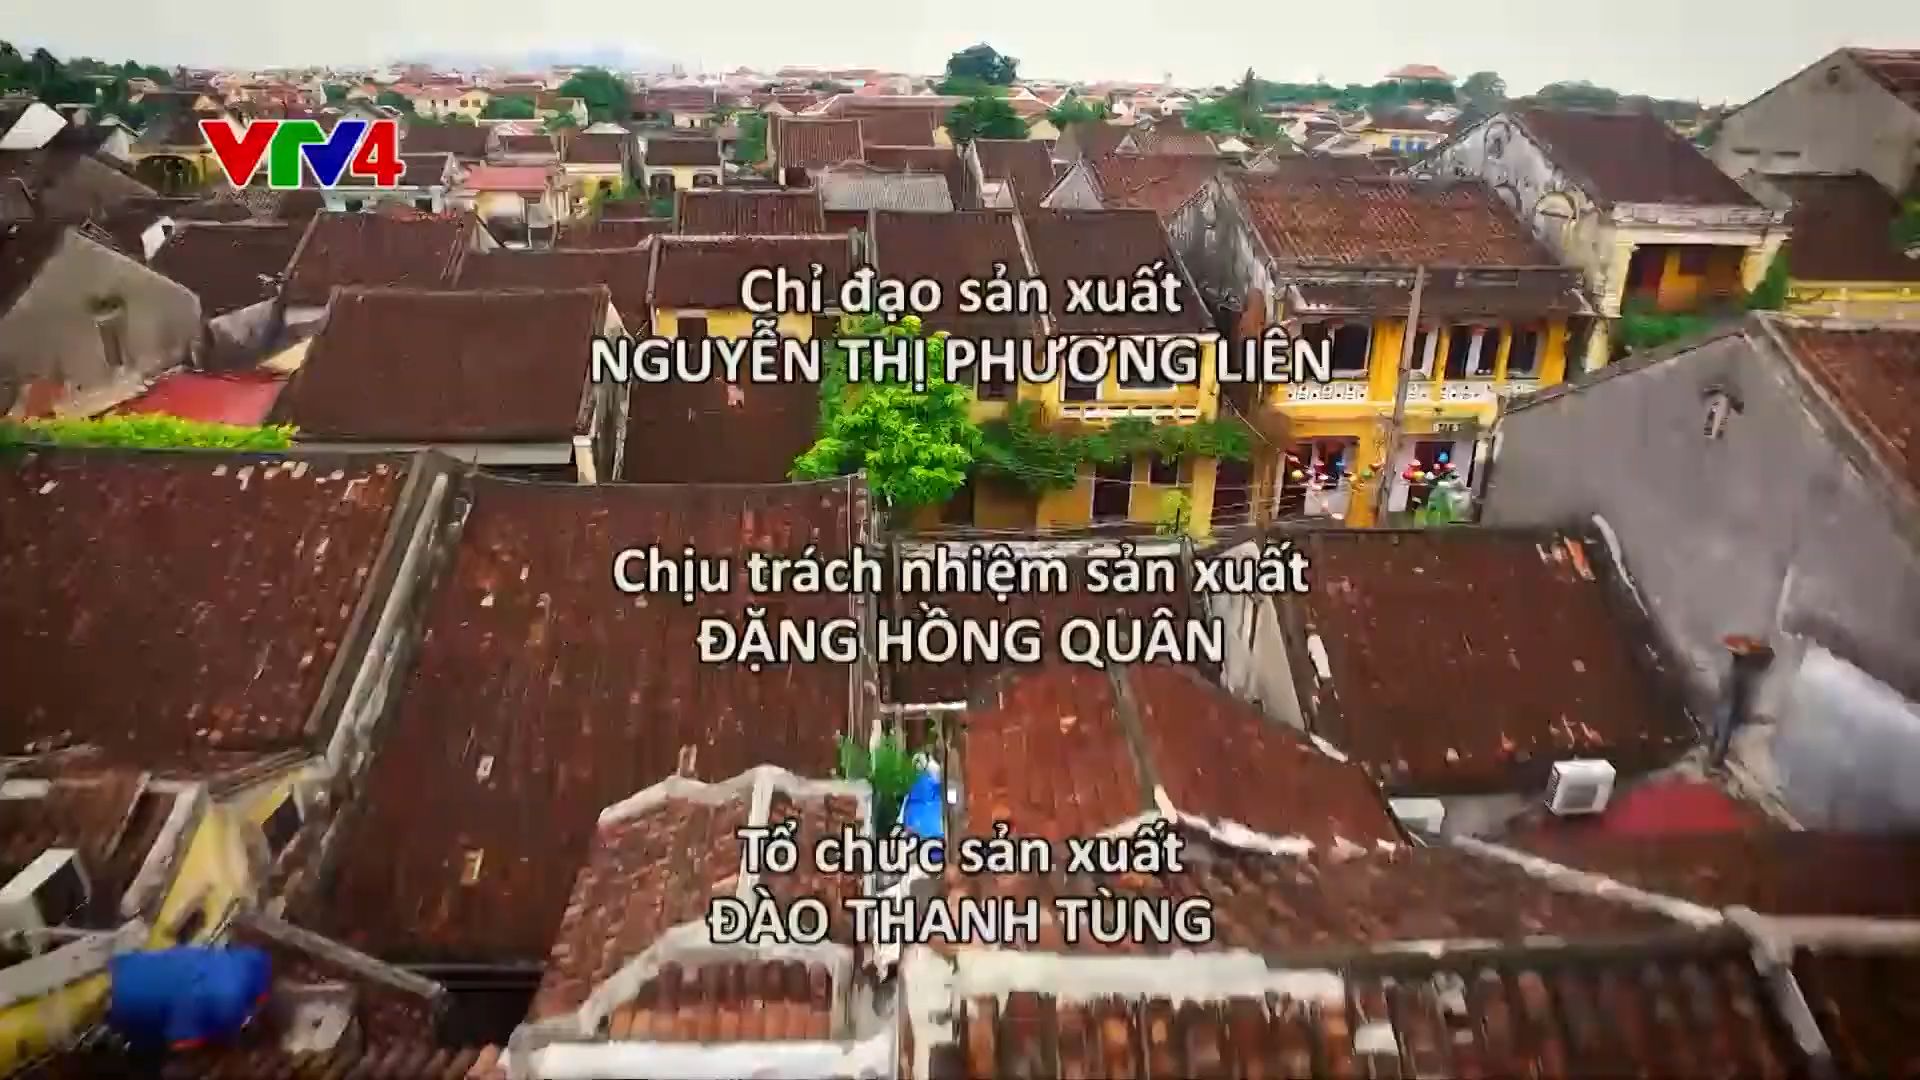 VTV4
Chỉ đạo sản xuất
NGUYỄN THỊ PHƯƠNG LIÊN
Chịu trách nhiệm sản xuất
ĐẶNG HỒNG QUÂN
Tổ chức sản xuất
ĐÀO THANH TÙNG